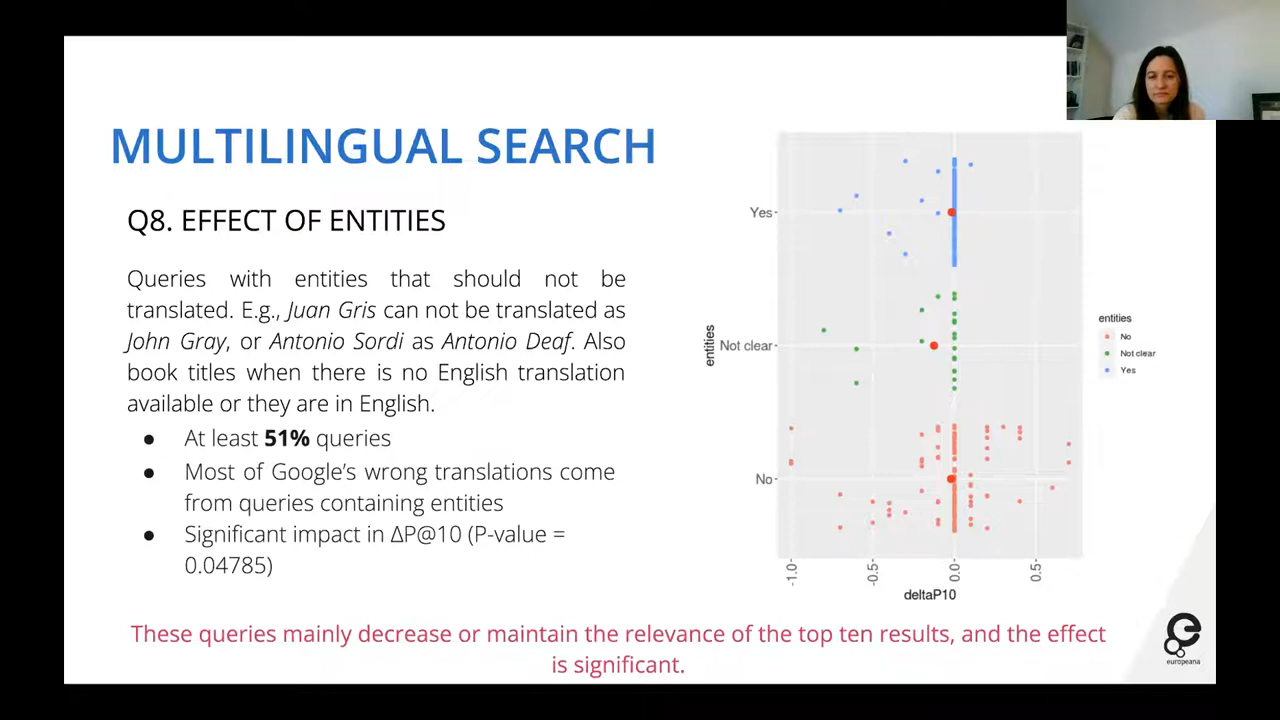 MULTILINGUAL SEARCH
Q8. EFFECT OF ENTITIES
Queries with entities that should not be
translated. E.g., Juan Gris can not be translated as
John Gray, or Antonio Sordi as Antonio Deaf. Also
book titles when there is no English translation
available or they are in English.
● At least 51% queries
● Most of Google's wrong translations come
from queries containing entities
● Significant impact in ΔP@10 (P-value =
0.04785)
Yes
Not clear
No
entities
-1.0
-0.5
0.0
0.5
deltaP10
entities
No
Not clear
Yes
These queries mainly decrease or maintain the relevance of the top ten results, and the effect
is significant.
europeana